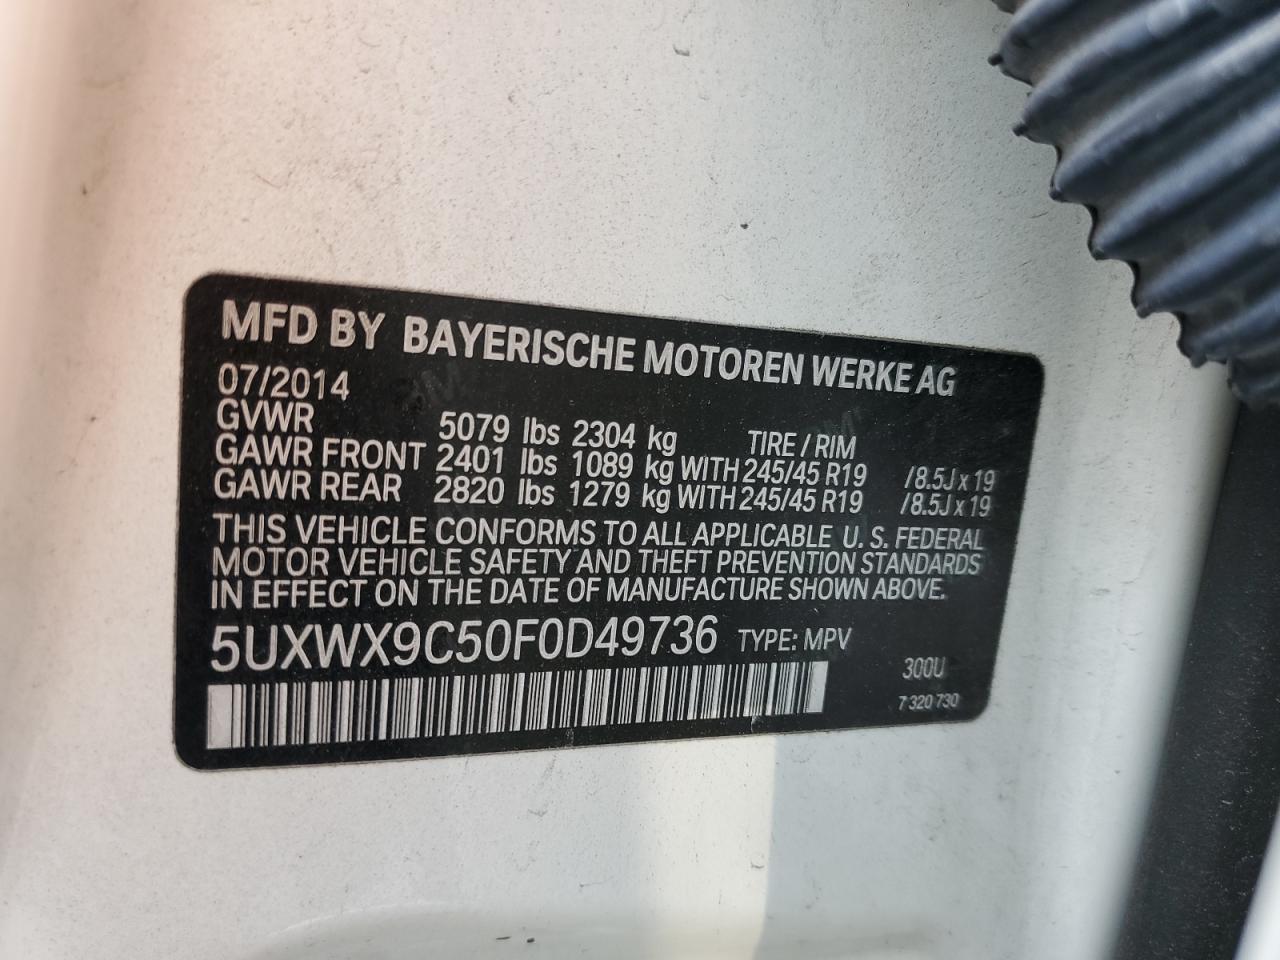 MFD BY BAYERISCHE MOTOREN WERKE AG
07/2014
GVWR 5079 lbs 2304 kg TIRE / RIM
GAWR FRONT 2401 lbs 1089 kg WITH 245/45 R19 /8.5J x 19
GAWR REAR 2820 lbs 1279 kg WITH 245/45 R19 /8.5J x 19
THIS VEHICLE CONFORMS TO ALL APPLICABLE U. S. FEDERAL
MOTOR VEHICLE SAFETY AND THEFT PREVENTION STANDARDS
IN EFFECT ON THE DATE OF MANUFACTURE SHOWN ABOVE.
5UXWX9C50F0D49736 TYPE: MPV
300U
7 320 730